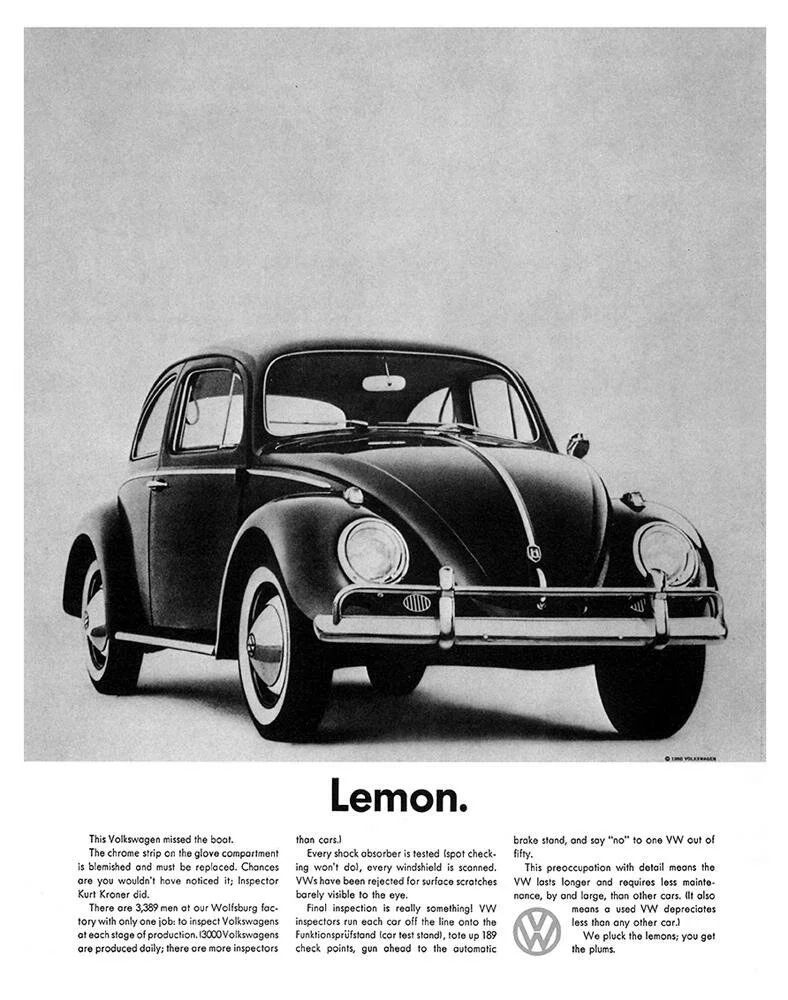 © 1960 VOLKSWAGEN
Lemon.
This Volkswagen missed the boat.
The chrome strip on the glove compartment
is blemished and must be replaced. Chances
are you wouldn't have noticed it; Inspector
Kurt Kroner did.
There are 3,389 men at our Wolfsburg fac-
tory with only one job: to inspect Volkswagens
at each stage of production. (3000 Volkswagens
are produced daily; there are more inspectors
than cars.)
Every shock absorber is tested (spot check-
ing won't do), every windshield is scanned.
VWs have been rejected for surface scratches
barely visible to the eye.
Final inspection is really something! VW
inspectors run each car off the line onto the
Funktionsprüfstand (car test stand), tote up 189
check points, gun ahead to the automatic
brake stand, and say "no" to one VW out of
fifty.
This preoccupation with detail means the
VW lasts longer and requires less mainte-
nance, by and large, than other cars. (It also
means a used VW depreciates
less than any other car.)
We pluck the lemons; you get
the plums.
VW